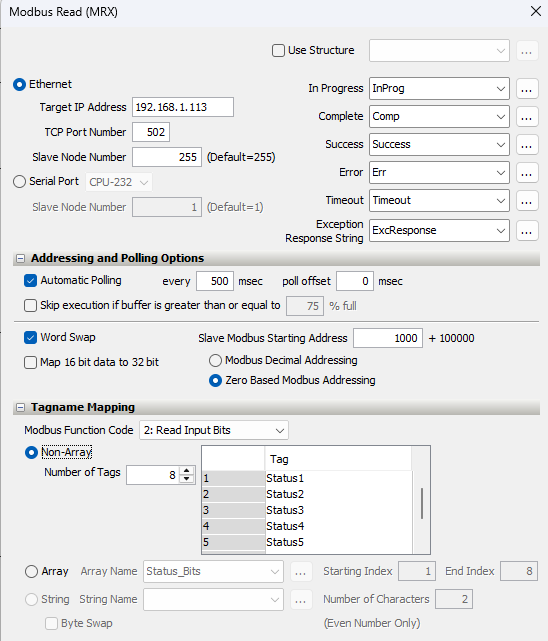 Modbus Read (MRX)
Use Structure
...
Ethernet
In Progress InProg ...
Target IP Address 192.168.1.113
Complete Comp ...
TCP Port Number 502
Success Success ...
Slave Node Number 255 (Default=255)
Error Err ...
Serial Port CPU-232
Timeout Timeout ...
Slave Node Number 1 (Default=1)
Exception
Response String ExcResponse ...
Addressing and Polling Options
Automatic Polling every 500 msec poll offset 0 msec
Skip execution if buffer is greater than or equal to 75 % full
Word Swap Slave Modbus Starting Address 1000 + 100000
Map 16 bit data to 32 bit Modbus Decimal Addressing
Zero Based Modbus Addressing
Tagname Mapping
Modbus Function Code 2: Read Input Bits
Non-Array
Number of Tags 8
Tag
1 Status1
2 Status2
3 Status3
4 Status4
5 Status5
Array Array Name Status_Bits ... Starting Index 1 End Index 8
String String Name ... Number of Characters 2
Byte Swap (Even Number Only)